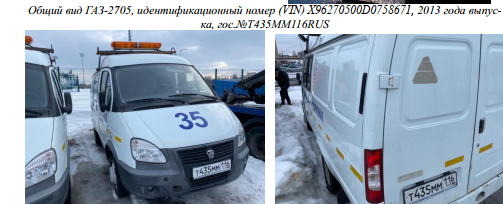 Общий вид ГАЗ-2705, идентификационный номер (VIN) X96270500D0758671, 2013 года выпус-
ка, гос.№Т435ММ116RUS
35
Т435ММ 116
Т435ММ 116